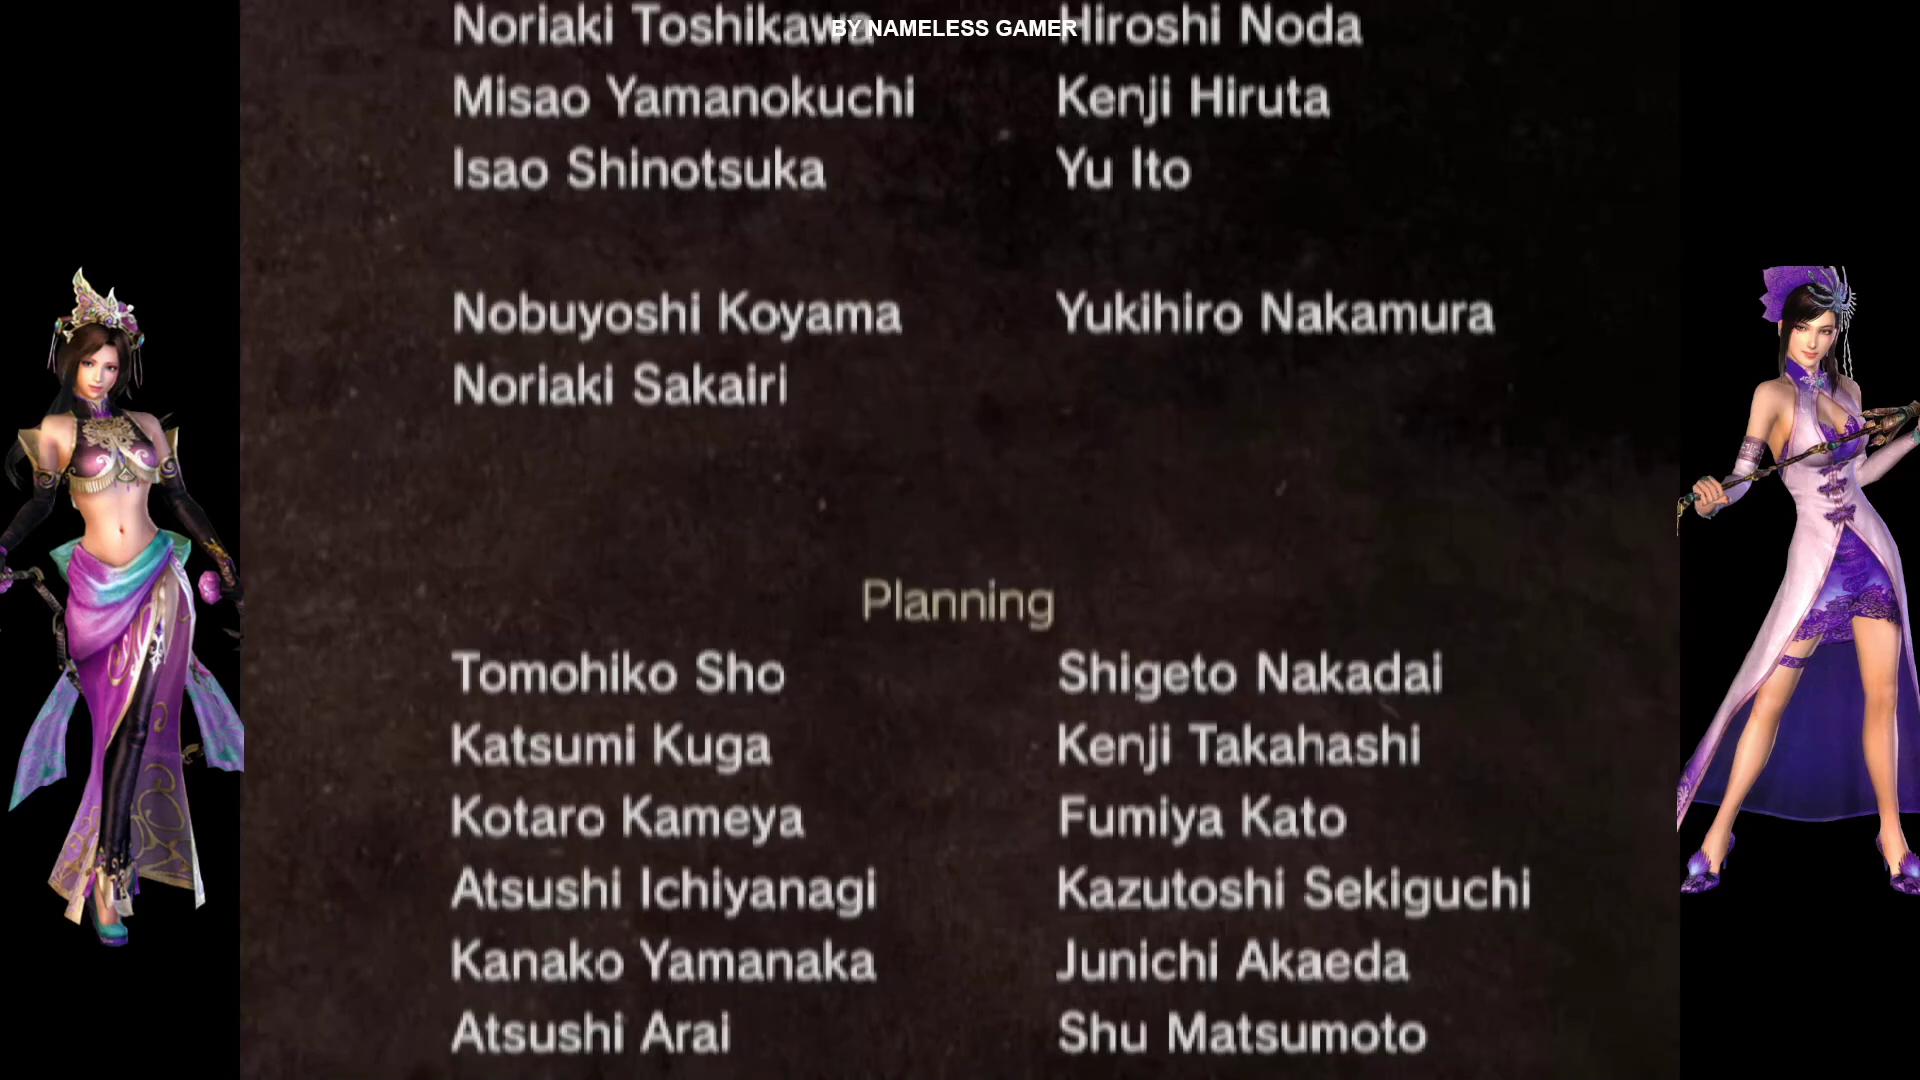 BY NAMELESS GAMER
Noriaki Toshikawa Hiroshi Noda
Misao Yamanokuchi Kenji Hiruta
Isao Shinotsuka Yu Ito
Nobuyoshi Koyama Yukihiro Nakamura
Noriaki Sakairi
Planning
Tomohiko Sho Shigeto Nakadai
Katsumi Kuga Kenji Takahashi
Kotaro Kameya Fumiya Kato
Atsushi Ichiyanagi Kazutoshi Sekiguchi
Kanako Yamanaka Junichi Akaeda
Atsushi Arai Shu Matsumoto